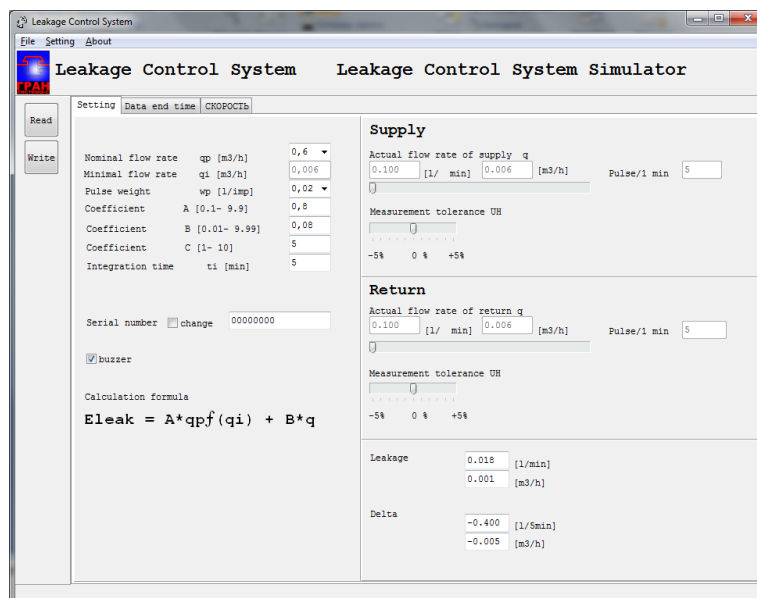 Leakage Control System
File Setting About
ГРАН
Leakage Control System Leakage Control System Simulator
Read
Write
Setting Data end time СКОРОСТЬ
Nominal flow rate qp [m3/h] 0,6
Minimal flow rate qi [m3/h] 0,006
Pulse weight wp [l/imp] 0,02
Coefficient A [0.1- 9.9] 0,8
Coefficient B [0.01- 9.99] 0,08
Coefficient C [1- 10] 5
Integration time ti [min] 5
Serial number change 00000000
buzzer
Calculation formula
Eleak = A*qpƒ(qi) + B*q
Supply
Actual flow rate of supply q
0.100 [l/ min] 0.006 [m3/h] Pulse/1 min 5
Measurement tolerance UH
-5% 0 % +5%
Return
Actual flow rate of return q
0.100 [l/ min] 0.006 [m3/h] Pulse/1 min 5
Measurement tolerance UH
-5% 0 % +5%
Leakage 0.018 [l/min]
0.001 [m3/h]
Delta -0.400 [l/5min]
-0.005 [m3/h]